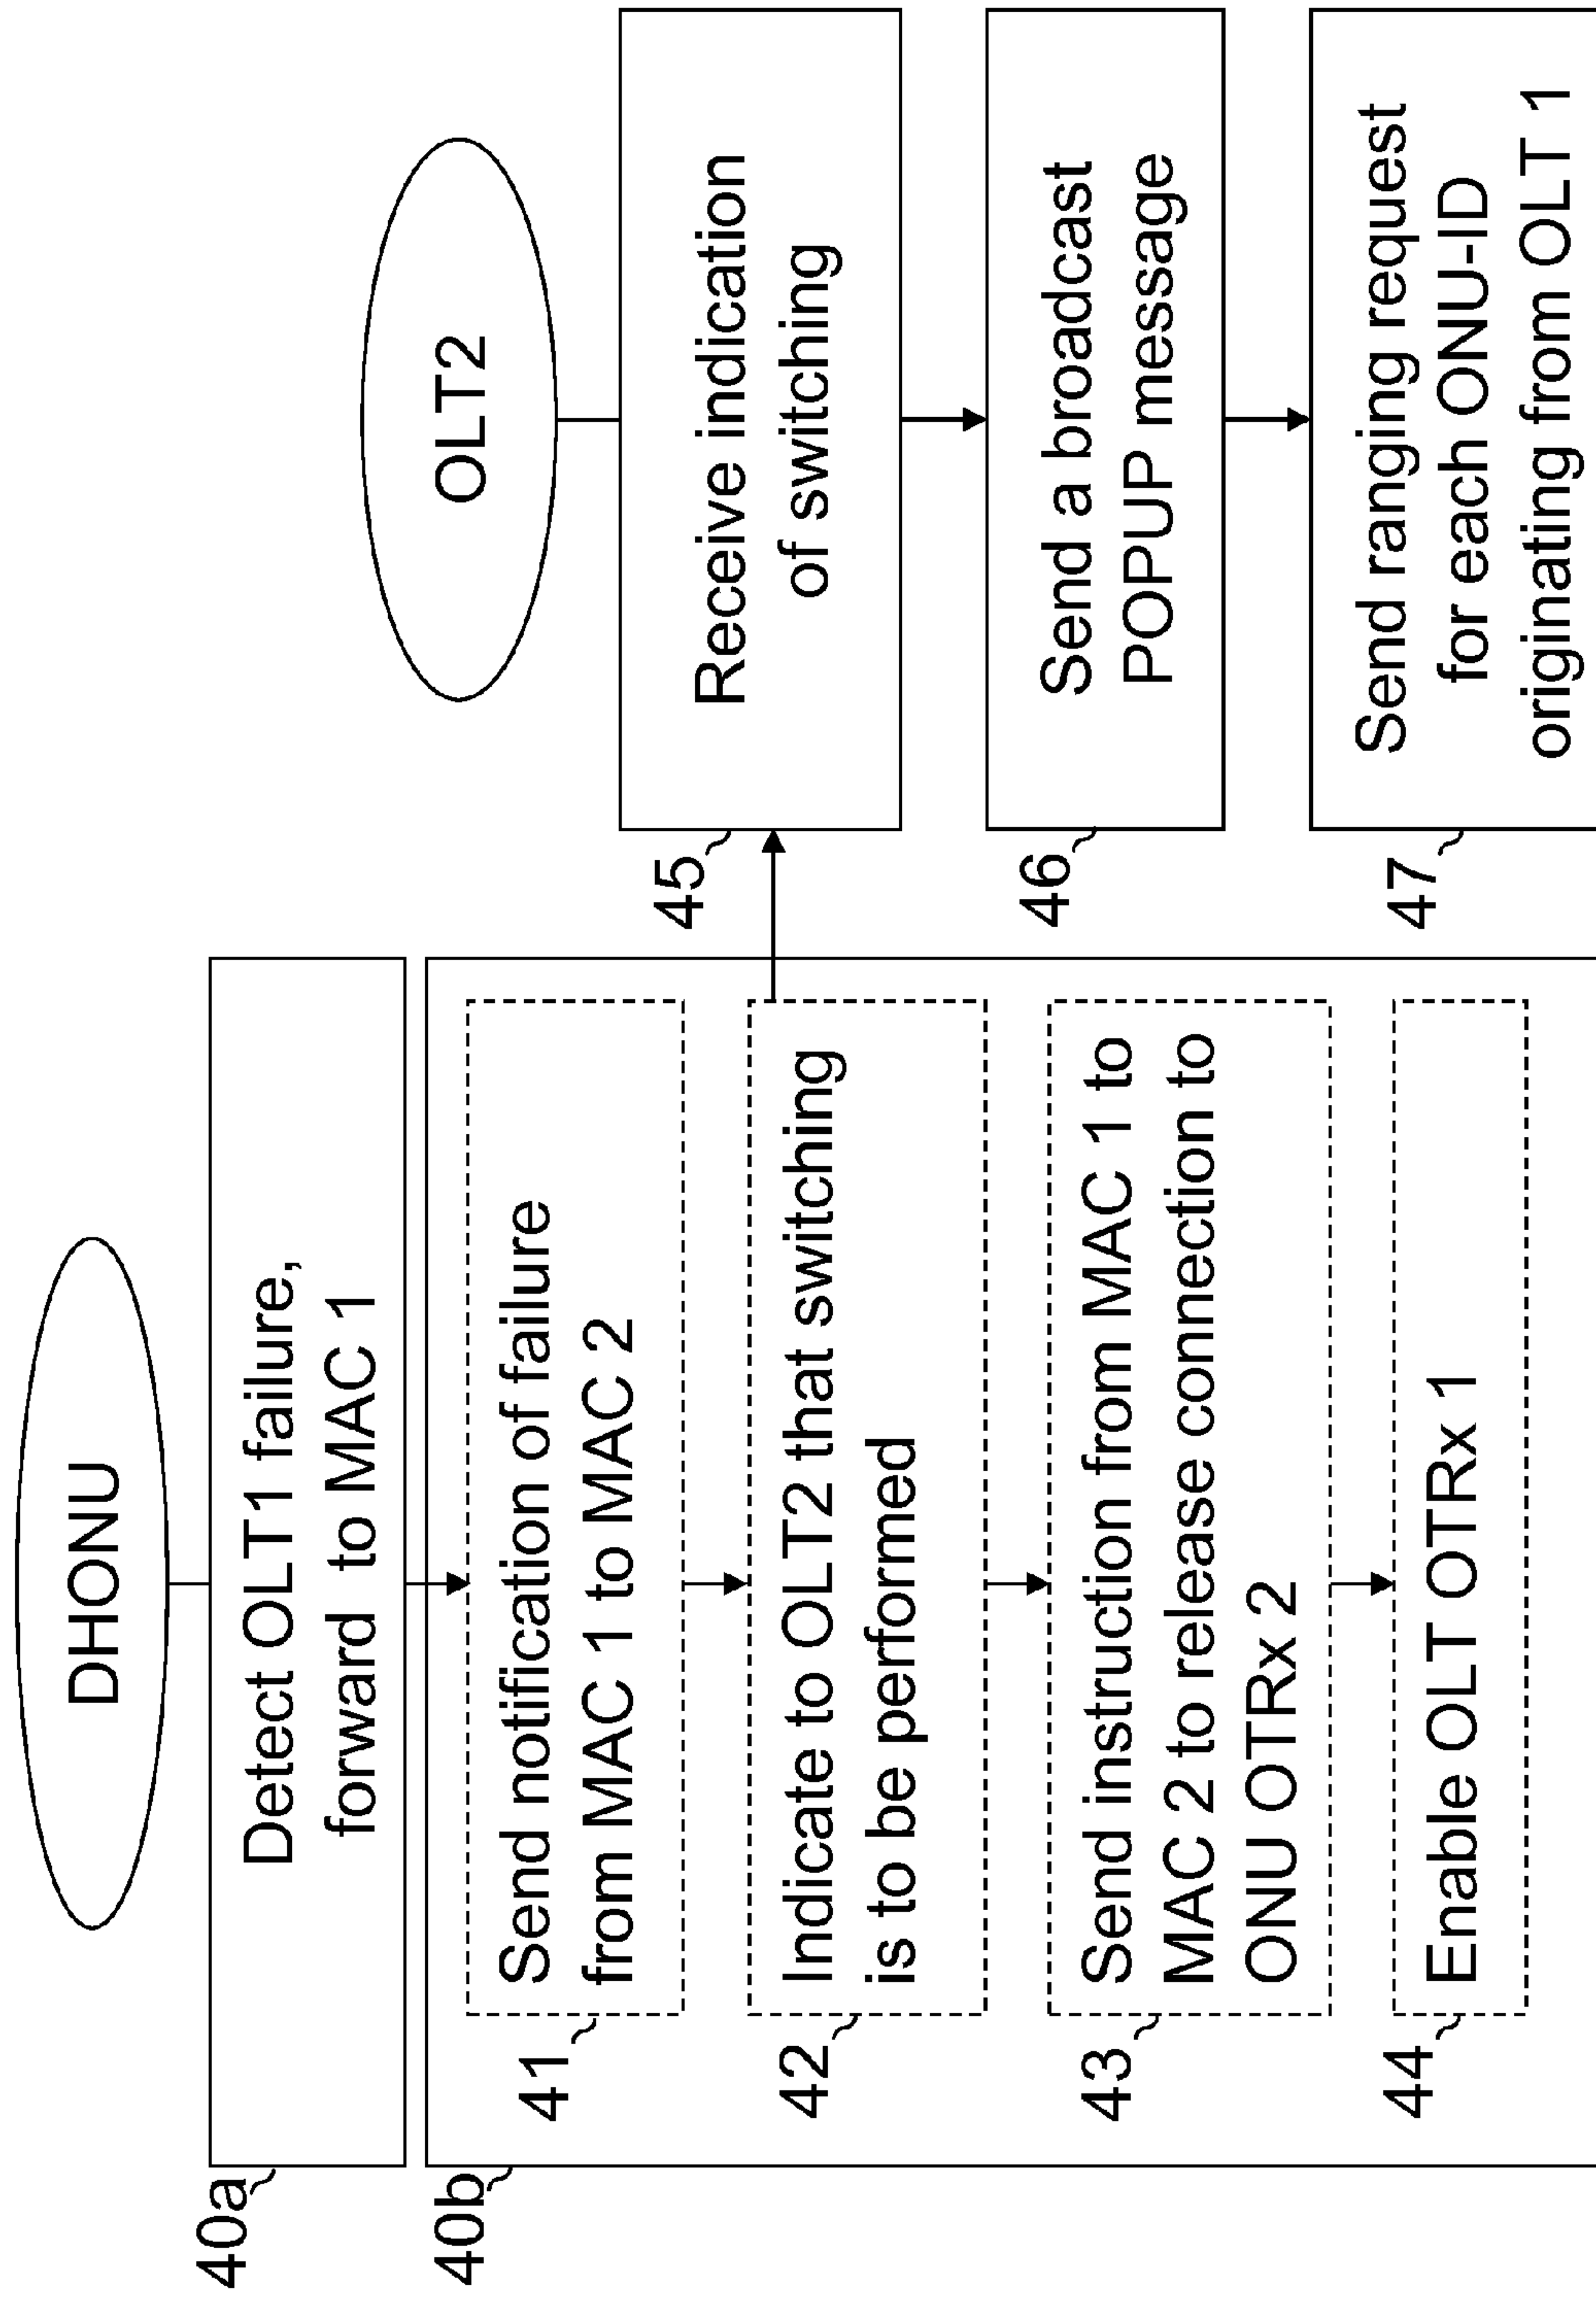 DHONU
40a
Detect OLT1 failure,
forward to MAC 1
40b
41
Send notification of failure
from MAC 1 to MAC 2
42
Indicate to OLT2 that switching
is to be performed
43
Send instruction from MAC 1 to
MAC 2 to release connection to
ONU OTRx 2
44
Enable OLT OTRx 1
OLT2
45
Receive indication
of switching
46
Send a broadcast
POPUP message
47
Send ranging request
for each ONU-ID
originating from OLT 1